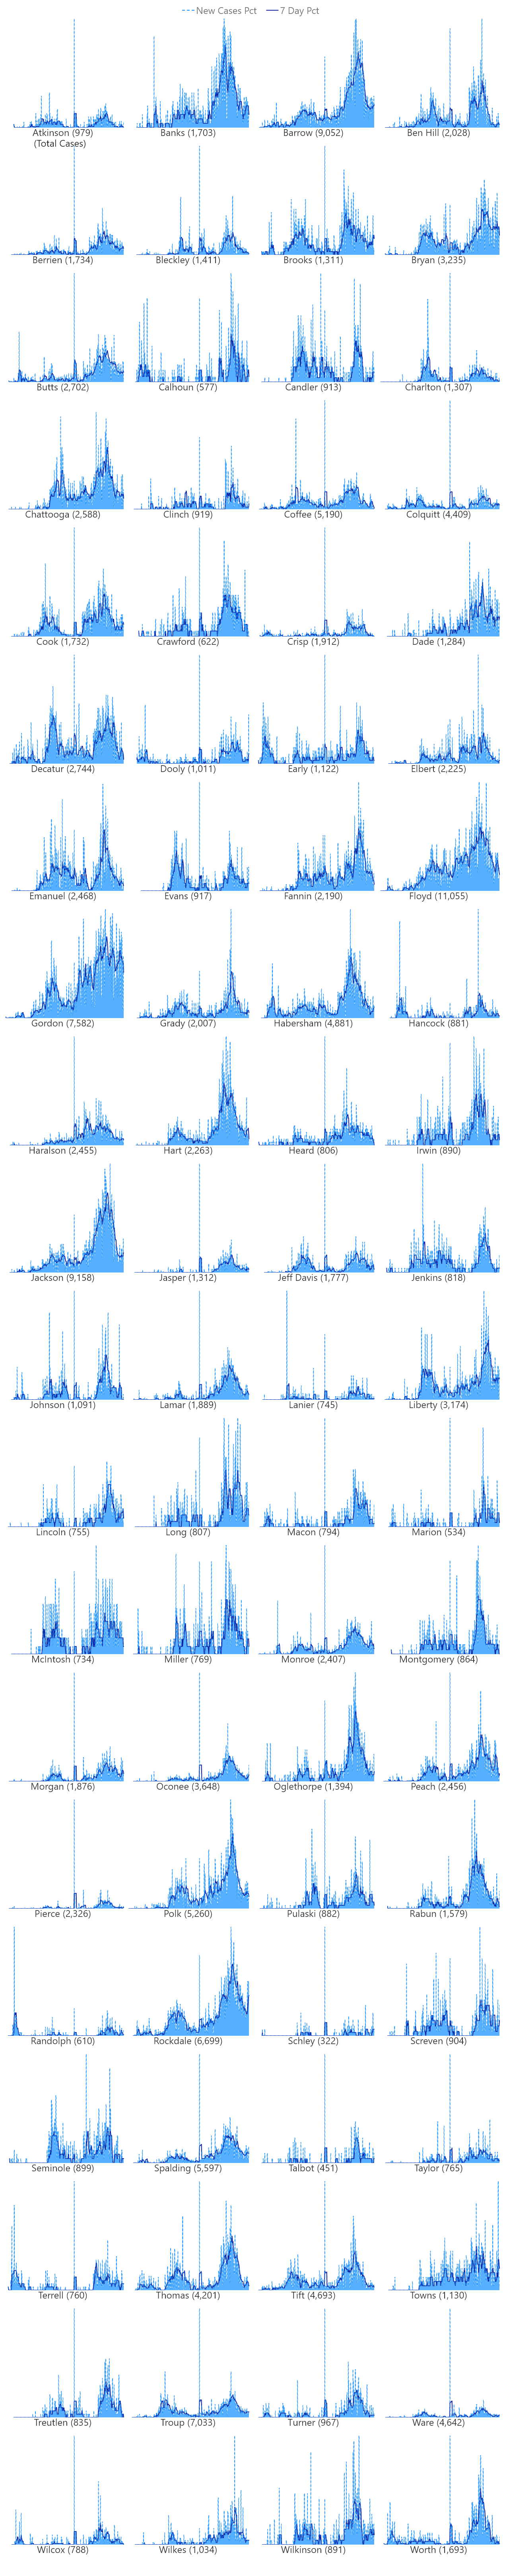 New Cases Pct 7 Day Pct
Atkinson (979) Banks (1,703) Barrow (9,052) Ben Hill (2,028)
(Total Cases)
Berrien (1,734) Bleckley (1,411) Brooks (1,311) Bryan (3,235)
Butts (2,702) Calhoun (577) Candler (913) Charlton (1,307)
Chattooga (2,588) Clinch (919) Coffee (5,190) Colquitt (4,409)
Cook (1,732) Crawford (622) Crisp (1,912) Dade (1,284)
Decatur (2,744) Dooly (1,011) Early (1,122) Elbert (2,225)
Emanuel (2,468) Evans (917) Fannin (2,190) Floyd (11,055)
Gordon (7,582) Grady (2,007) Habersham (4,881) Hancock (881)
Haralson (2,455) Hart (2,263) Heard (806) Irwin (890)
Jackson (9,158) Jasper (1,312) Jeff Davis (1,777) Jenkins (818)
Johnson (1,091) Lamar (1,889) Lanier (745) Liberty (3,174)
Lincoln (755) Long (807) Macon (794) Marion (534)
McIntosh (734) Miller (769) Monroe (2,407) Montgomery (864)
Morgan (1,876) Oconee (3,648) Oglethorpe (1,394) Peach (2,456)
Pierce (2,326) Polk (5,260) Pulaski (882) Rabun (1,579)
Randolph (610) Rockdale (6,699) Schley (322) Screven (904)
Seminole (899) Spalding (5,597) Talbot (451) Taylor (765)
Terrell (760) Thomas (4,201) Tift (4,693) Towns (1,130)
Treutlen (835) Troup (7,033) Turner (967) Ware (4,642)
Wilcox (788) Wilkes (1,034) Wilkinson (891) Worth (1,693)